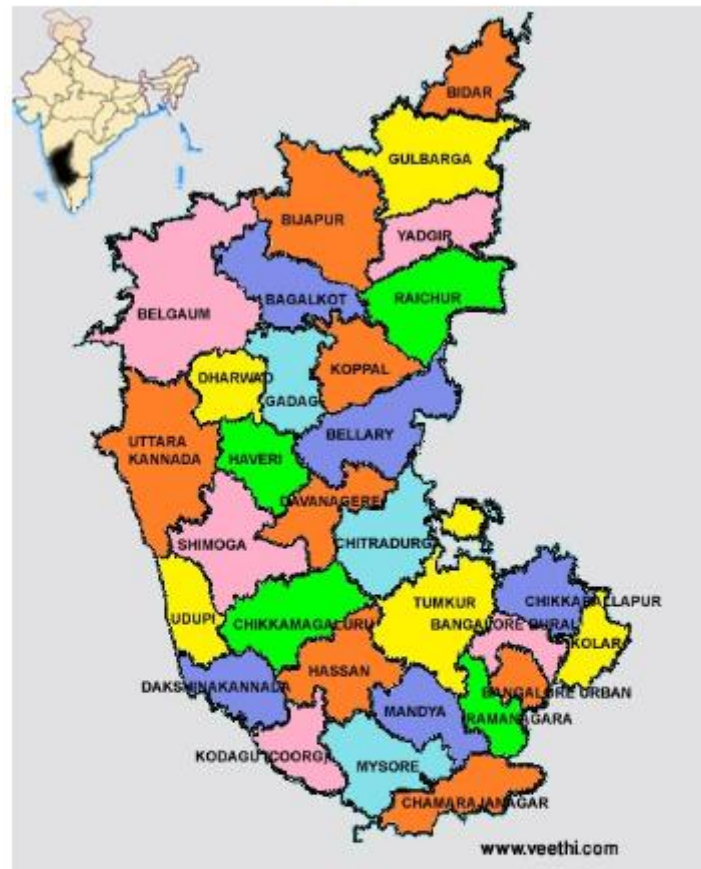 BIDAR
GULBARGA
BIJAPUR
YADGIR
BAGALKOT
RAICHUR
BELGAUM
KOPPAL
DHARWAD
GADAG
BELLARY
UTTARA
KANNADA
HAVERI
DAVANAGERE
CHITRADURG
SHIMOGA
TUMKUR
CHIKKABALLAPUR
UDUPI
CHIKKAMAGALURU
BANGALORE RURAL
KOLAR
HASSAN
DAKSHINAKANNADA
BANGALORE URBAN
MANDYA
RAMANAGARA
KODAGU (COORG)
MYSORE
CHAMARAJANAGAR
www.veethi.com